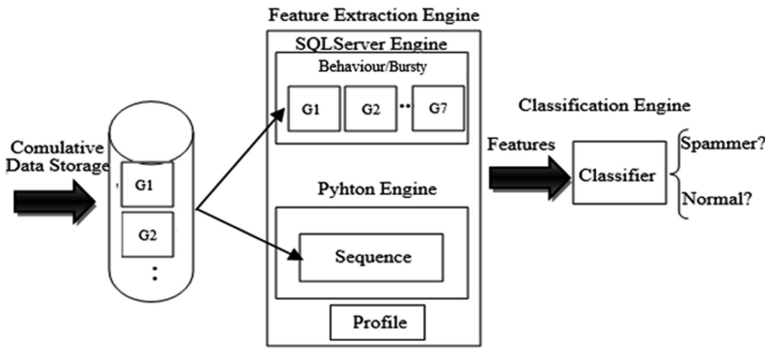 Feature Extraction Engine
SQLServer Engine
Behaviour/Bursty
G1 G2 ·· G7
Comulative
Data Storage
G1
G2
:
Pyhton Engine
Sequence
Profile
Features
Classification Engine
Classifier
Spammer?
Normal?